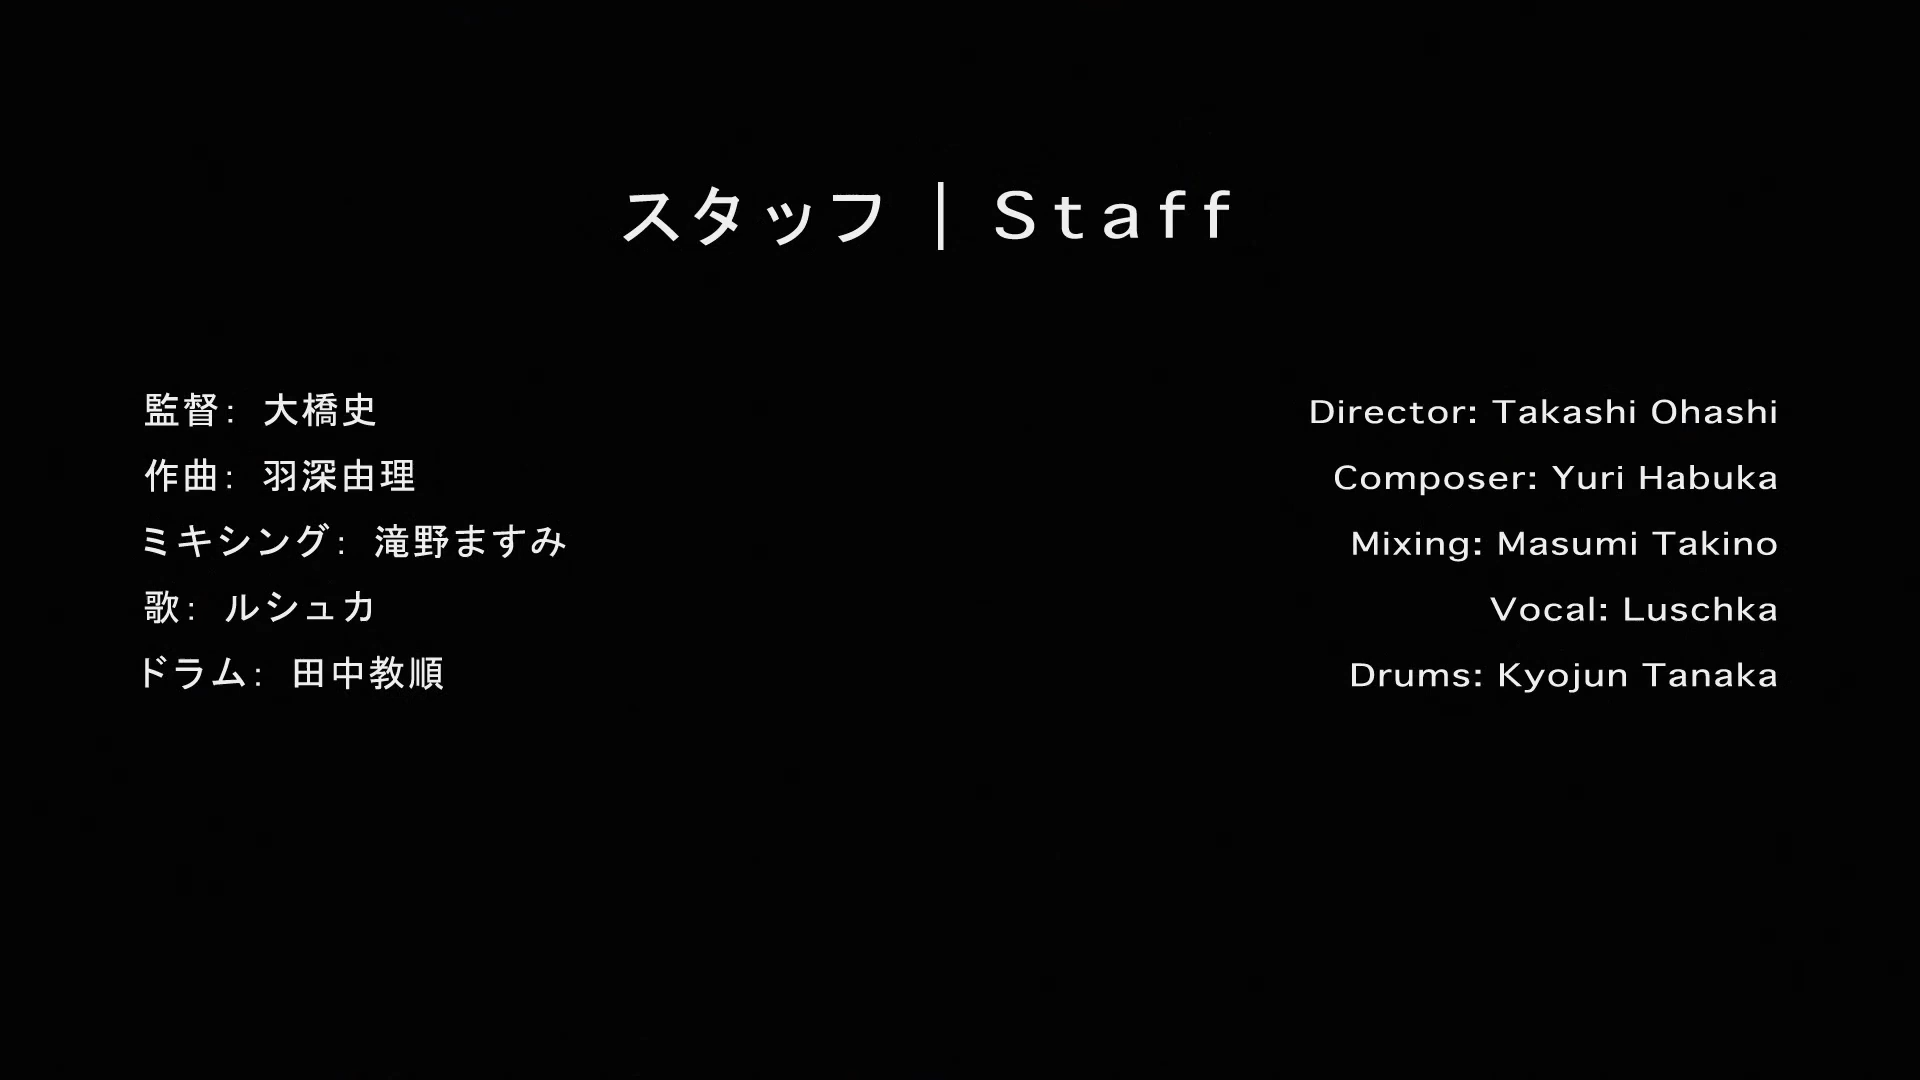 スタッフ | Staff
監督: 大橋史
Director: Takashi Ohashi
作曲: 羽深由理
Composer: Yuri Habuka
ミキシング: 滝野ますみ
Mixing: Masumi Takino
歌: ルシュカ
Vocal: Luschka
ドラム: 田中教順
Drums: Kyojun Tanaka